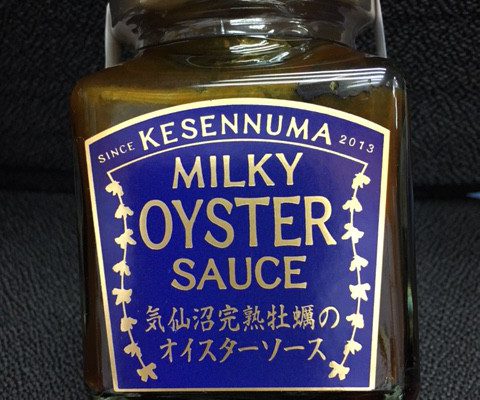 SINCE KESENNUMA 2013
MILKY
OYSTER
SAUCE
気仙沼完熟牡蠣の
オイスターソース